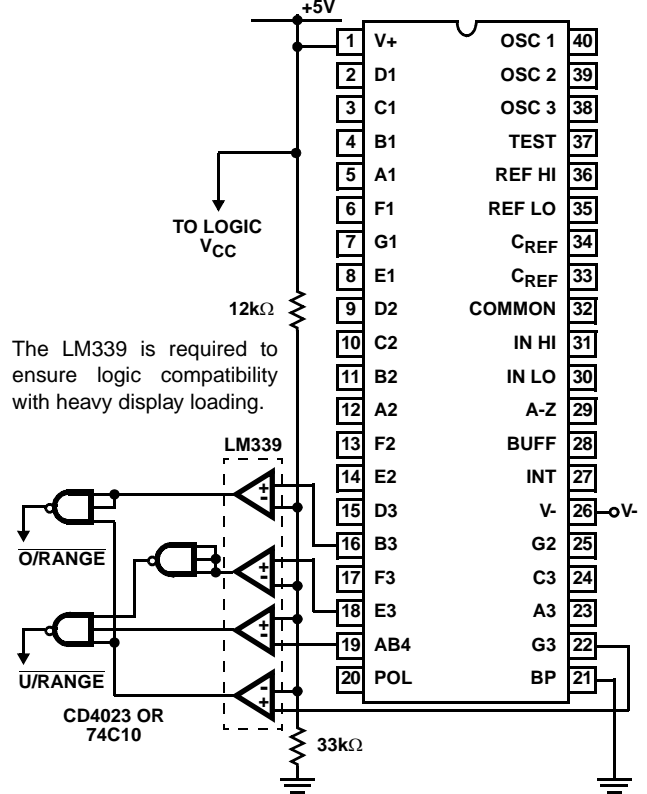 +5V
1 V+ OSC 1 40
2 D1 OSC 2 39
3 C1 OSC 3 38
4 B1 TEST 37
5 A1 REF HI 36
6 F1 REF LO 35
TO LOGIC
VCC
7 G1 CREF 34
8 E1 CREF 33
12kΩ
9 D2 COMMON 32
10 C2 IN HI 31
11 B2 IN LO 30
12 A2 A-Z 29
The LM339 is required to
ensure logic compatibility
with heavy display loading.
LM339
13 F2 BUFF 28
14 E2 INT 27
15 D3 V- 26 V-
16 B3 G2 25
17 F3 C3 24
18 E3 A3 23
19 AB4 G3 22
20 POL BP 21
+
-
+
-
-
+
-
+
O/RANGE
U/RANGE
CD4023 OR
74C10
33kΩ